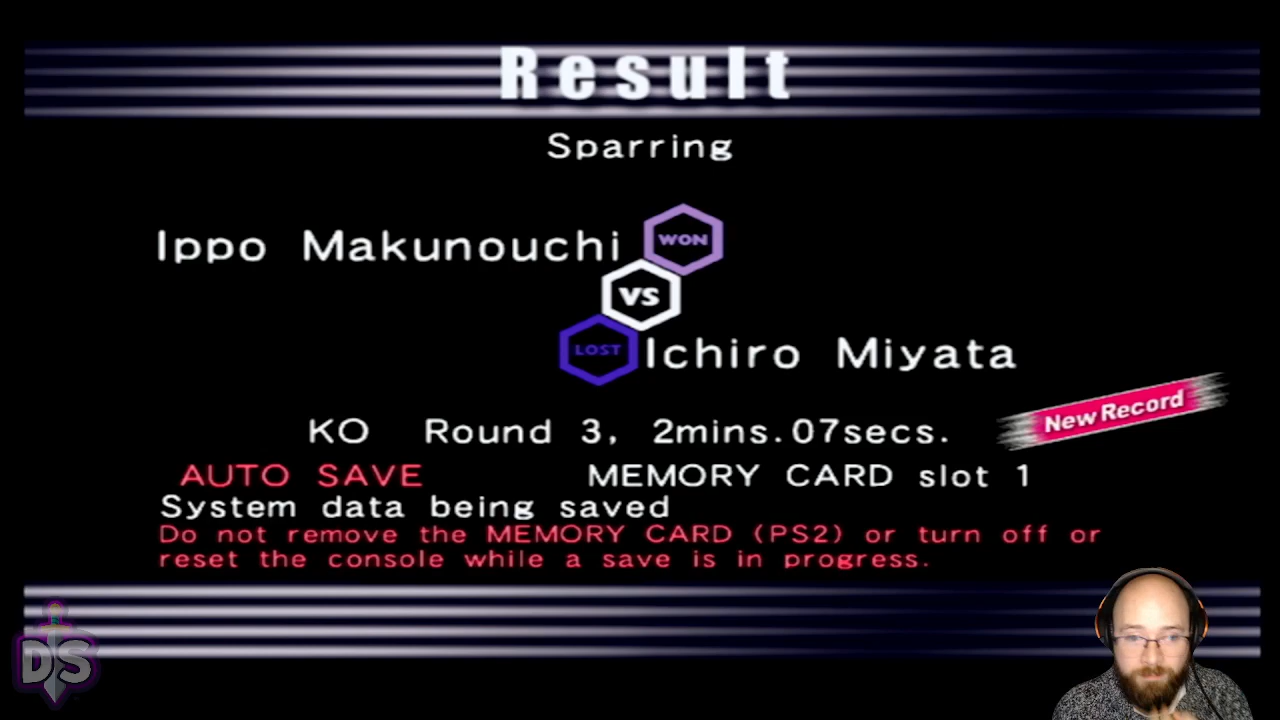 Result
Sparring
Ippo Makunouchi WON
VS
LOST Ichiro Miyata
New Record
KO Round 3, 2mins.07secs.
AUTO SAVE MEMORY CARD slot 1
System data being saved
Do not remove the MEMORY CARD (PS2) or turn off or
reset the console while a save is in progress.
DS